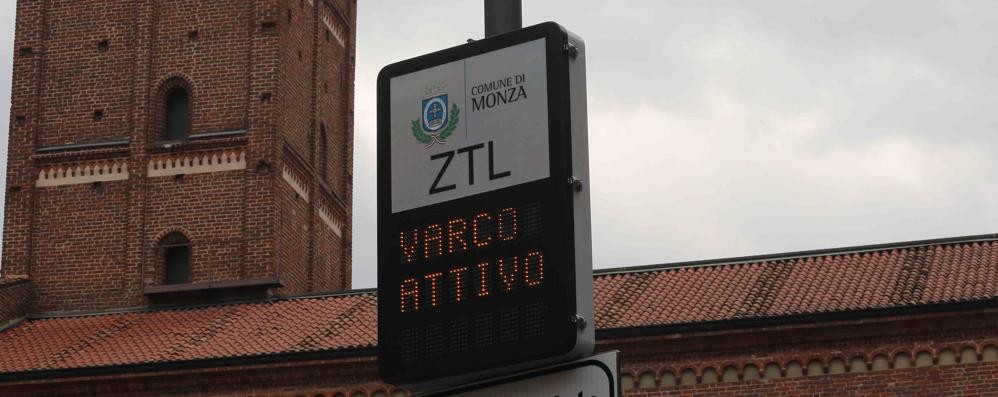 COMUNE DI
MONZA
ZTL
VARCO
ATTIVO